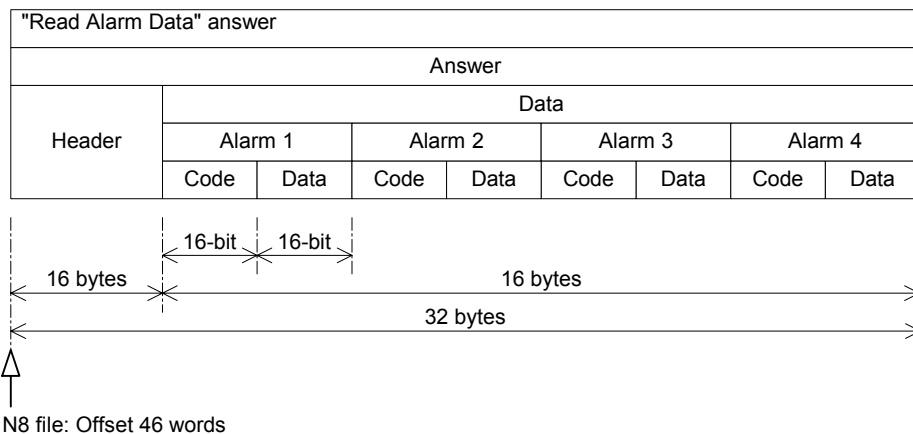 "Read Alarm Data" answer
Answer
Data
Header
Alarm 1 Alarm 2 Alarm 3 Alarm 4
Code Data Code Data Code Data Code Data
16-bit 16-bit
16 bytes 16 bytes
32 bytes
N8 file: Offset 46 words